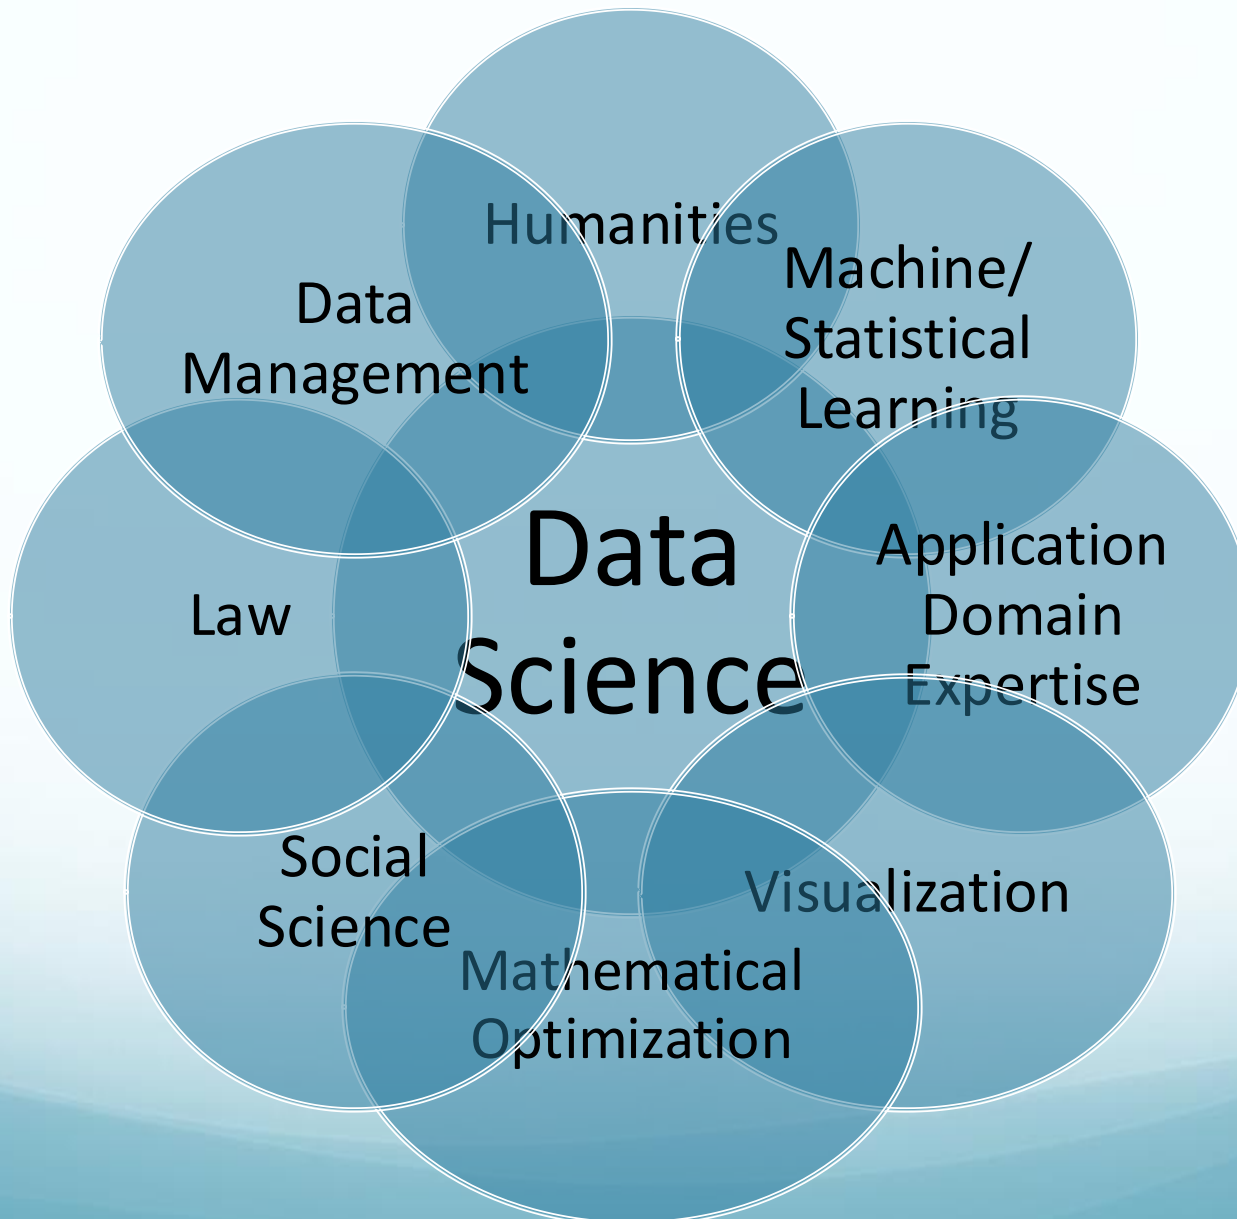 Humanities
Machine/
Statistical
Learning
Data
Management
Application
Domain
Expertise
Data
Science
Law
Social
Science
Visualization
Mathematical
Optimization